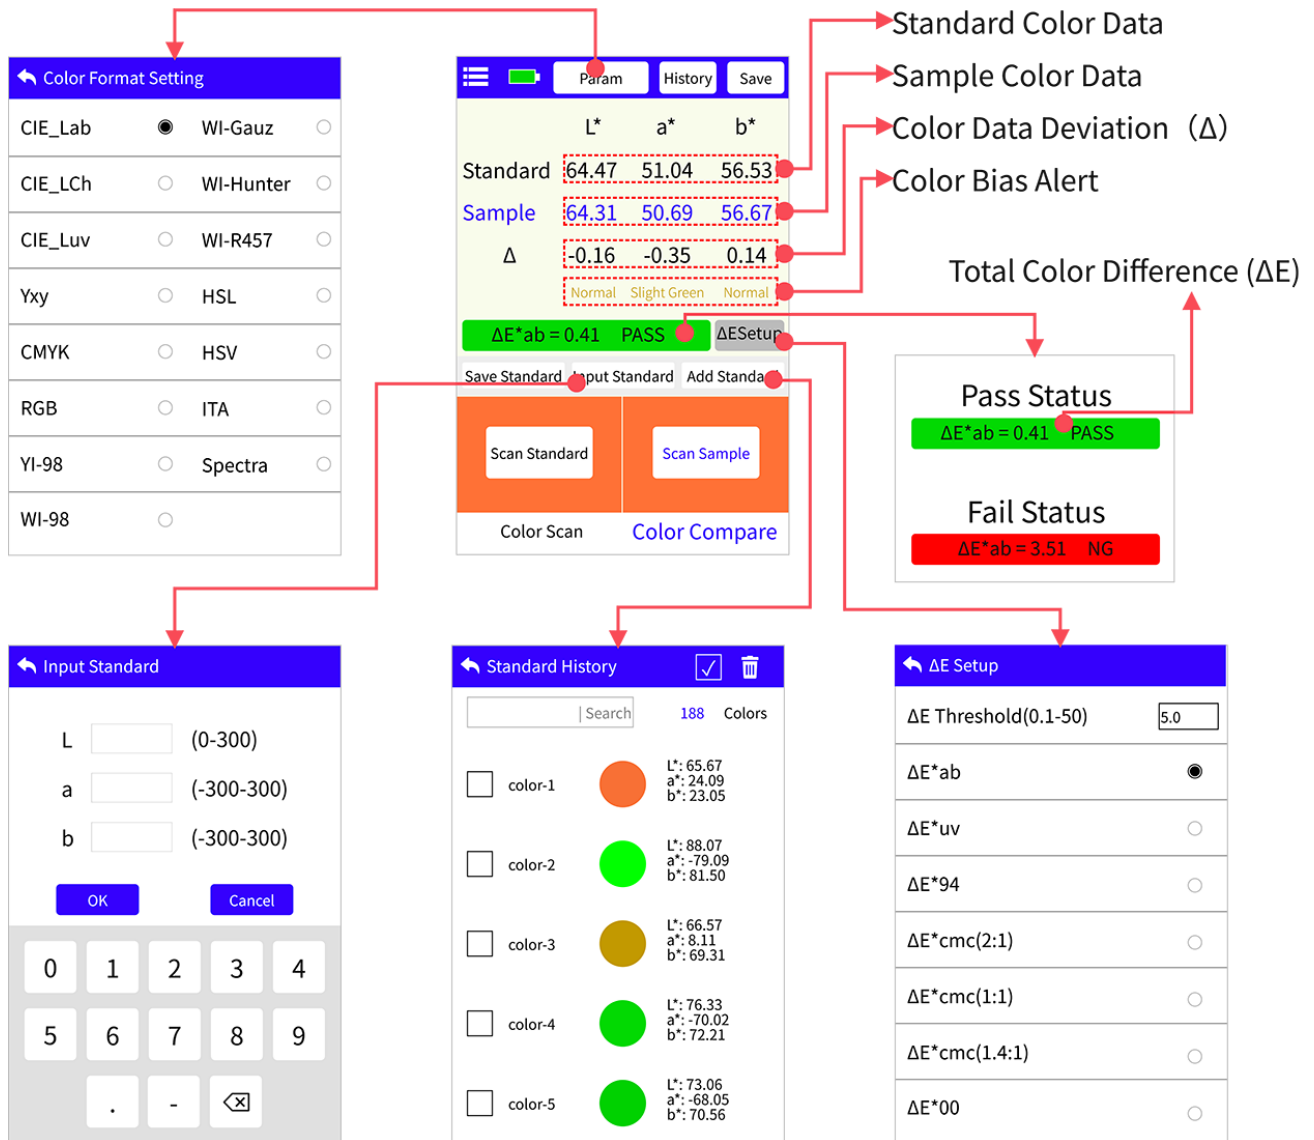 Standard Color Data
Sample Color Data
Color Data Deviation（Δ）
Color Bias Alert
Total Color Difference (ΔE)
Color Format Setting
CIE_Lab WI-Gauz
CIE_LCh WI-Hunter
CIE_Luv WI-R457
Yxy HSL
CMYK HSV
RGB ITA
YI-98 Spectra
WI-98
Param History Save
L* a* b*
Standard 64.47 51.04 56.53
Sample 64.31 50.69 56.67
Δ -0.16 -0.35 0.14
Normal Slight Green Normal
ΔE*ab = 0.41 PASS ΔESetup
Save Standard Input Standard Add Standard
Scan Standard Scan Sample
Color Scan Color Compare
Pass Status
ΔE*ab = 0.41 PASS
Fail Status
ΔE*ab = 3.51 NG
Input Standard
L (0-300)
a (-300-300)
b (-300-300)
OK Cancel
0 1 2 3 4
5 6 7 8 9
. -
Standard History
| Search 188 Colors
color-1
L*: 65.67
a*: 24.09
b*: 23.05
color-2
L*: 88.07
a*: -79.09
b*: 81.50
color-3
L*: 66.57
a*: 8.11
b*: 69.31
color-4
L*: 76.33
a*: -70.02
b*: 72.21
color-5
L*: 73.06
a*: -68.05
b*: 70.56
ΔE Setup
ΔE Threshold(0.1-50) 5.0
ΔE*ab
ΔE*uv
ΔE*94
ΔE*cmc(2:1)
ΔE*cmc(1:1)
ΔE*cmc(1.4:1)
ΔE*00